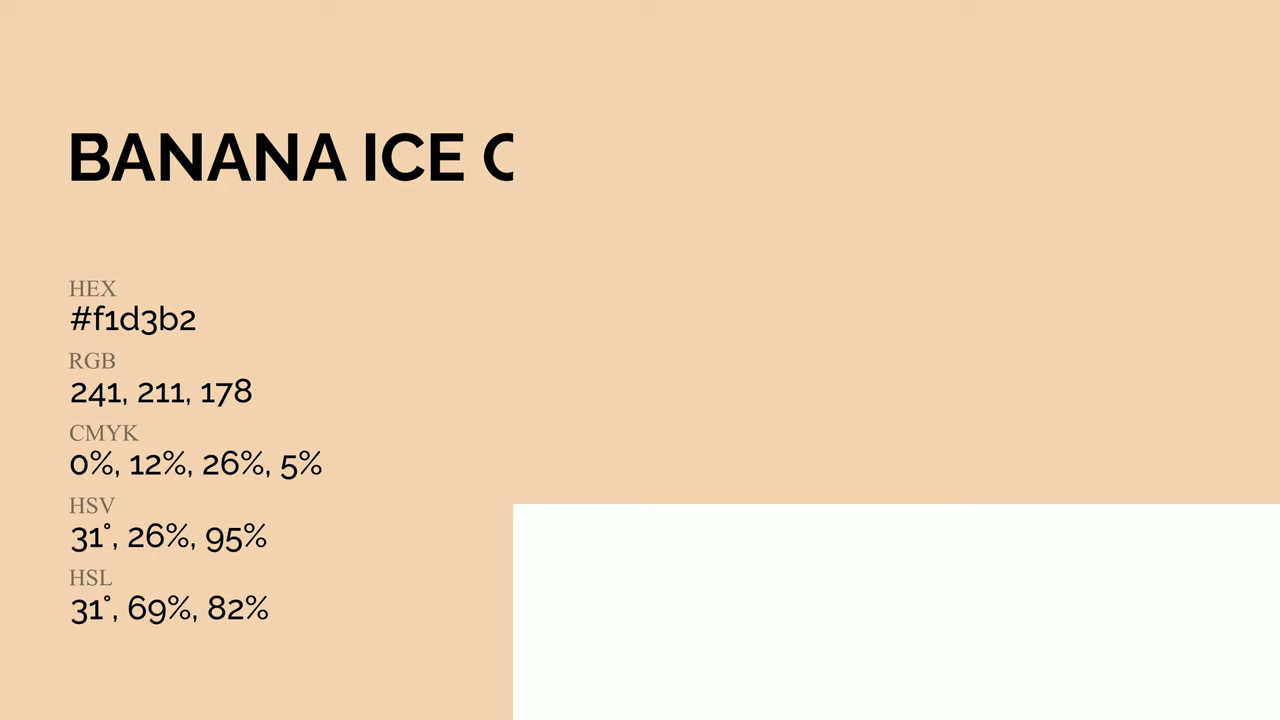 BANANA ICE C
HEX
#f1d3b2
RGB
241, 211, 178
CMYK
0%, 12%, 26%, 5%
HSV
31°, 26%, 95%
HSL
31°, 69%, 82%